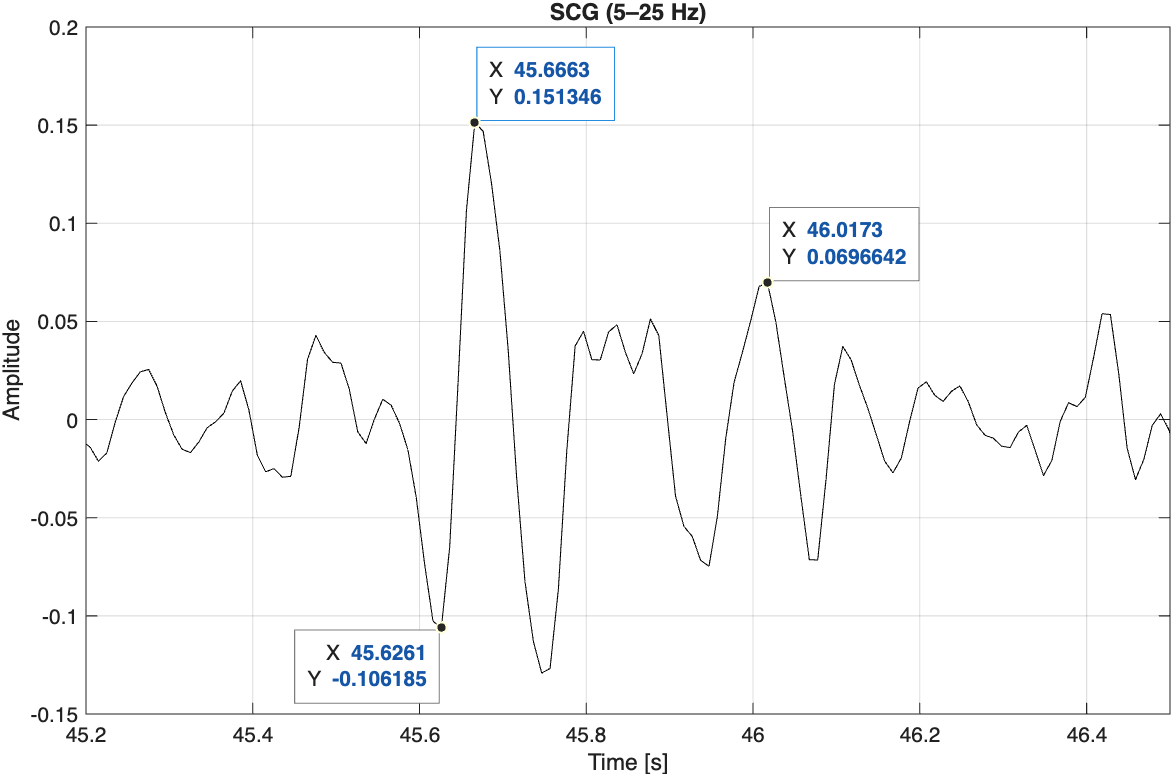 SCG (5–25 Hz)
0.2
0.15
0.1
0.05
0
-0.05
-0.1
-0.15
Amplitude
X 45.6663
Y 0.151346
X 46.0173
Y 0.0696642
X 45.6261
Y -0.106185
45.2 45.4 45.6 45.8 46 46.2 46.4
Time [s]